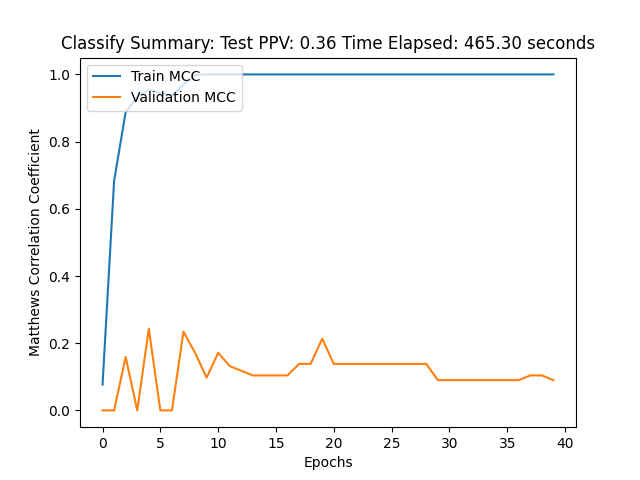 Classify Summary: Test PPV: 0.36 Time Elapsed: 465.30 seconds
Train MCC
Validation MCC
Matthews Correlation Coefficient
1.0
0.8
0.6
0.4
0.2
0.0
0 5 10 15 20 25 30 35 40
Epochs